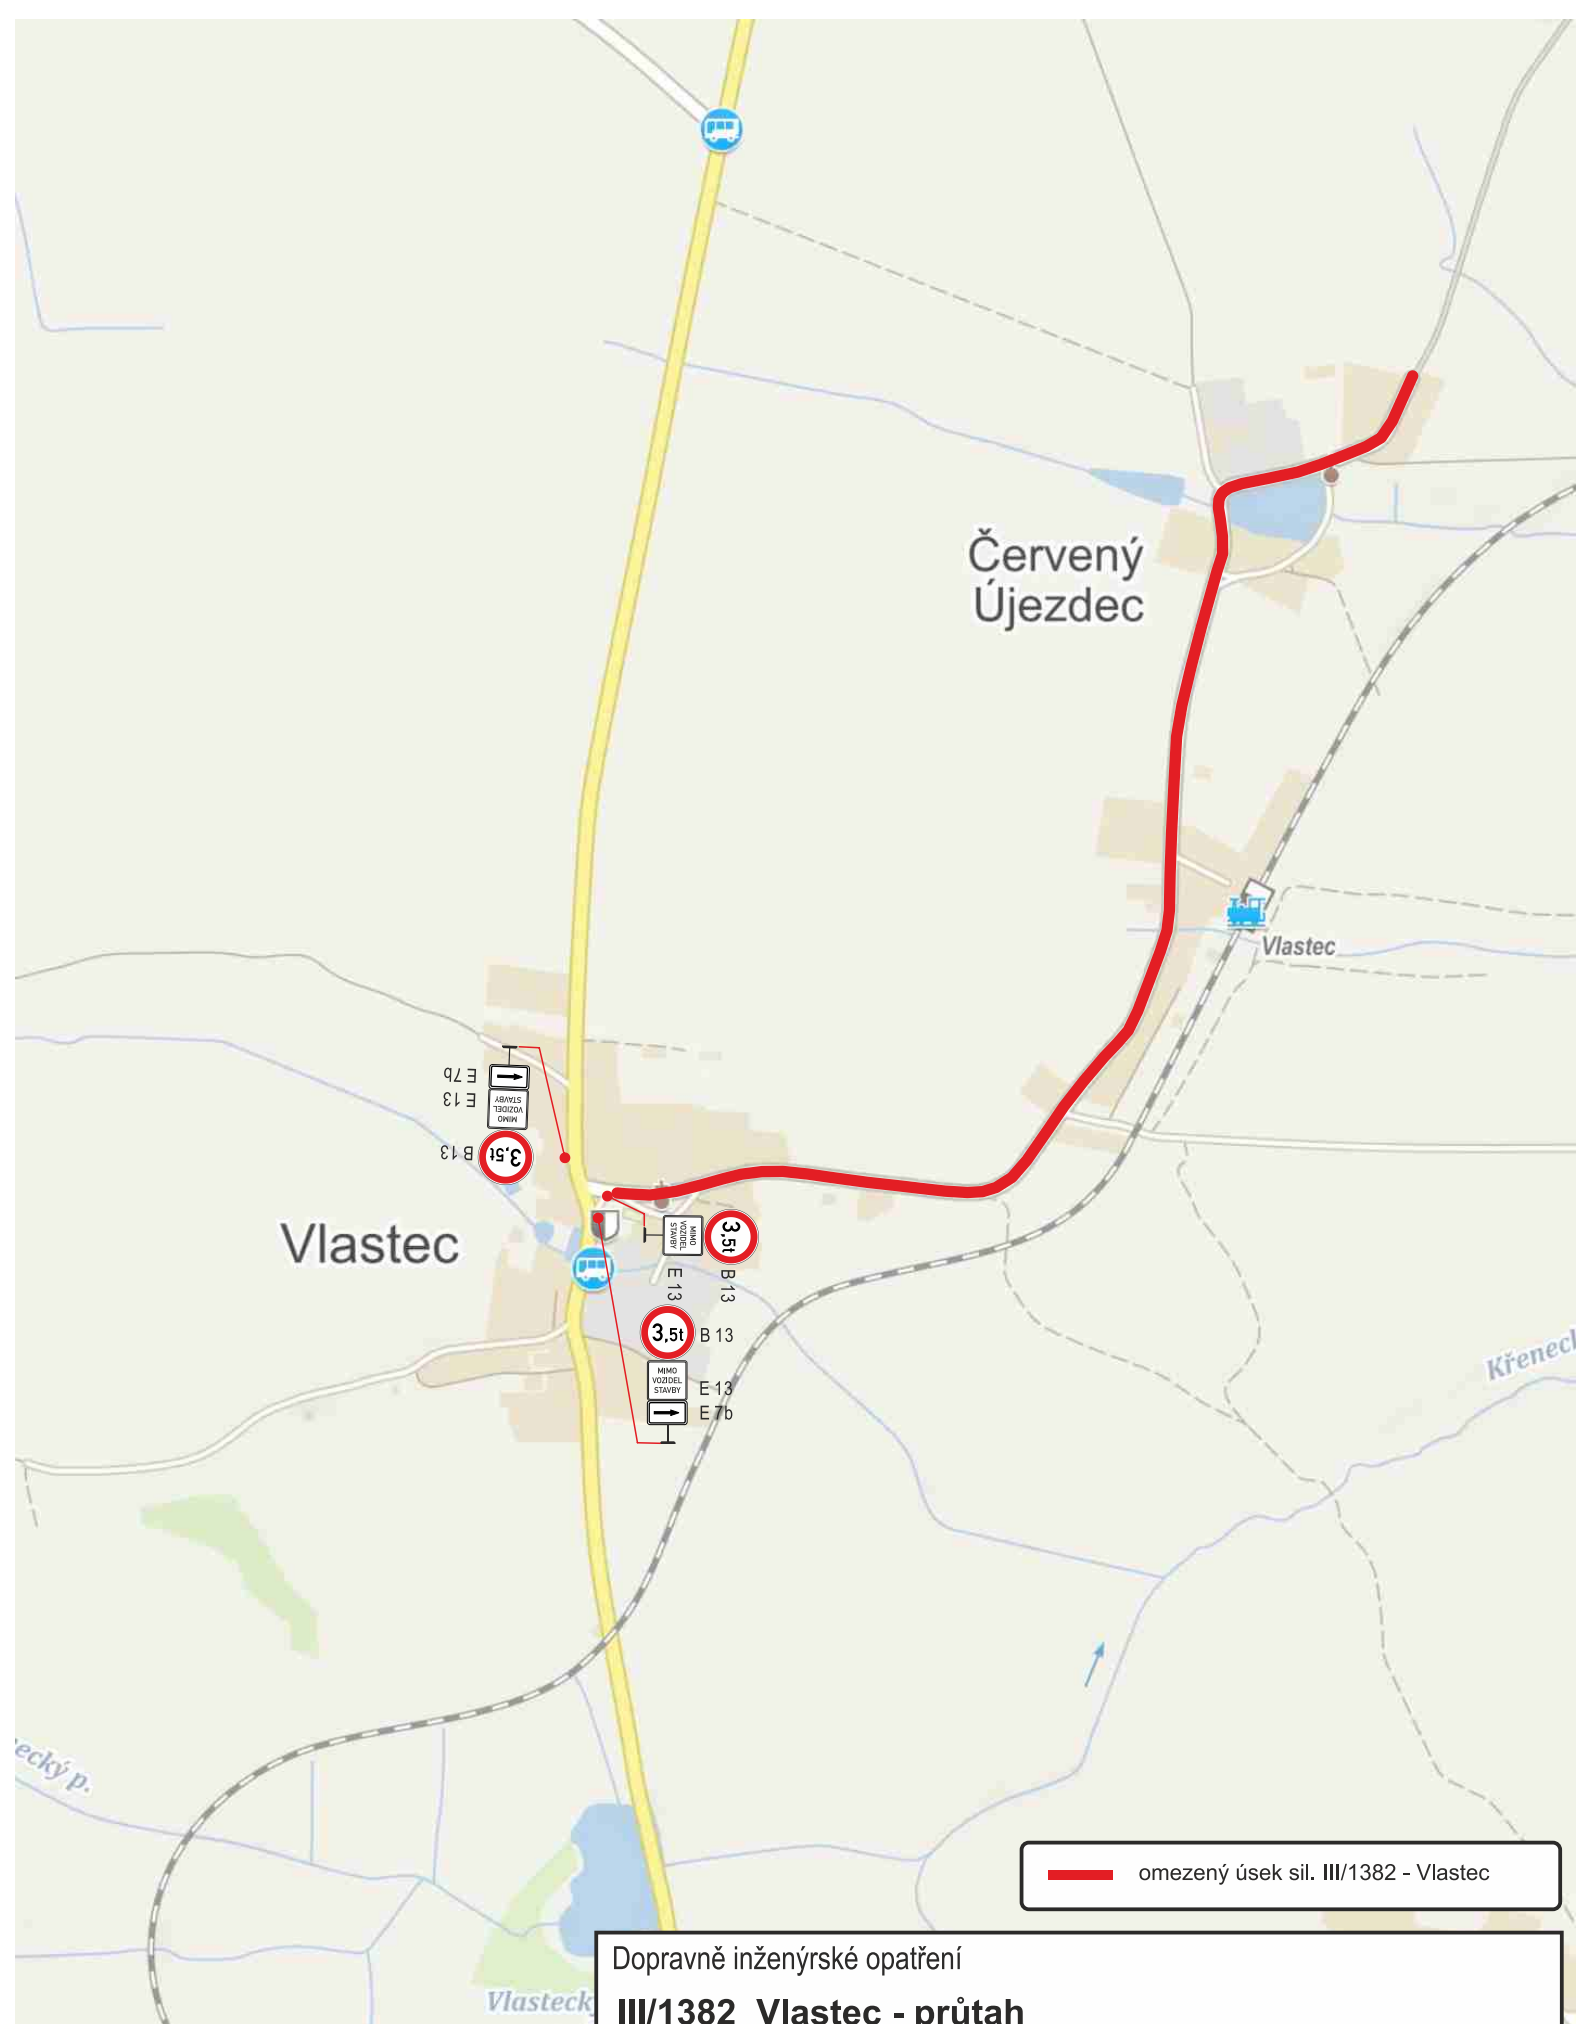 Červený
Újezdec
Vlastec
E 7b
E 13
MIMO
VOZIDEL
STAVBY
B 13
3,5t
Vlastec
MIMO
VOZIDEL
STAVBY
3,5t
E 13
B 13
3,5t
B 13
MIMO
VOZIDEL
STAVBY
E 13
E 7b
Křeneck
ecký p.
omezený úsek sil. III/1382 - Vlastec
Dopravně inženýrské opatření
Vlasteck
III/1382 Vlastec - průtah